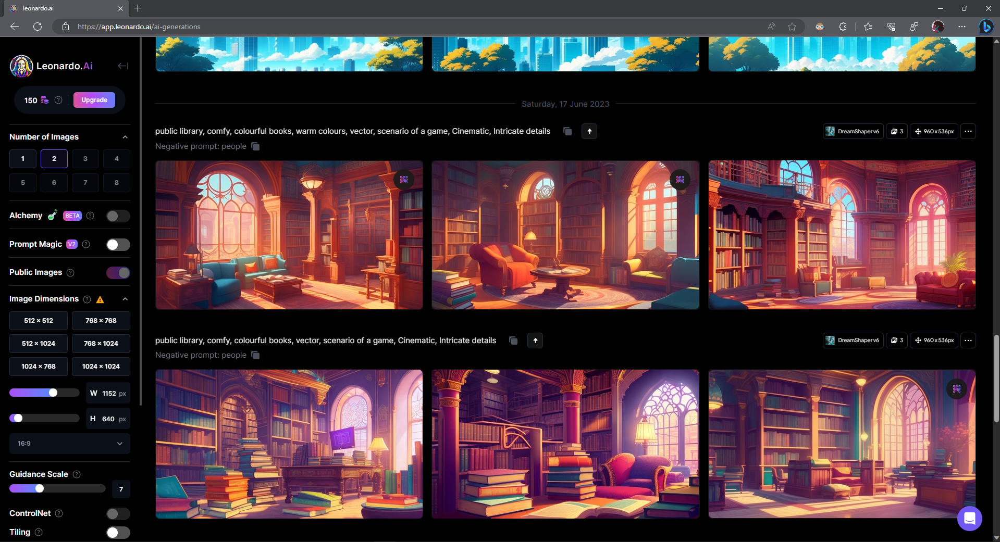 leonardo.ai
https://app.leonardo.ai/ai-generations
Leonardo.Ai
150
Upgrade
Saturday, 17 June 2023
Number of Images
1 2 3 4
5 6 7 8
public library, comfy, colourful books, warm colours, vector, scenario of a game, Cinematic, Intricate details
DreamShaper v6 3 960 x 536px
Negative prompt: people
Alchemy BETA
Prompt Magic V2
Public Images
Image Dimensions
512 × 512 768 × 768
512 × 1024 768 × 1024
1024 × 768 1024 × 1024
W 1152 px
H 640 px
16:9
Guidance Scale
7
ControlNet
Tiling
public library, comfy, colourful books, vector, scenario of a game, Cinematic, Intricate details
DreamShaper v6 3 960 x 536px
Negative prompt: people